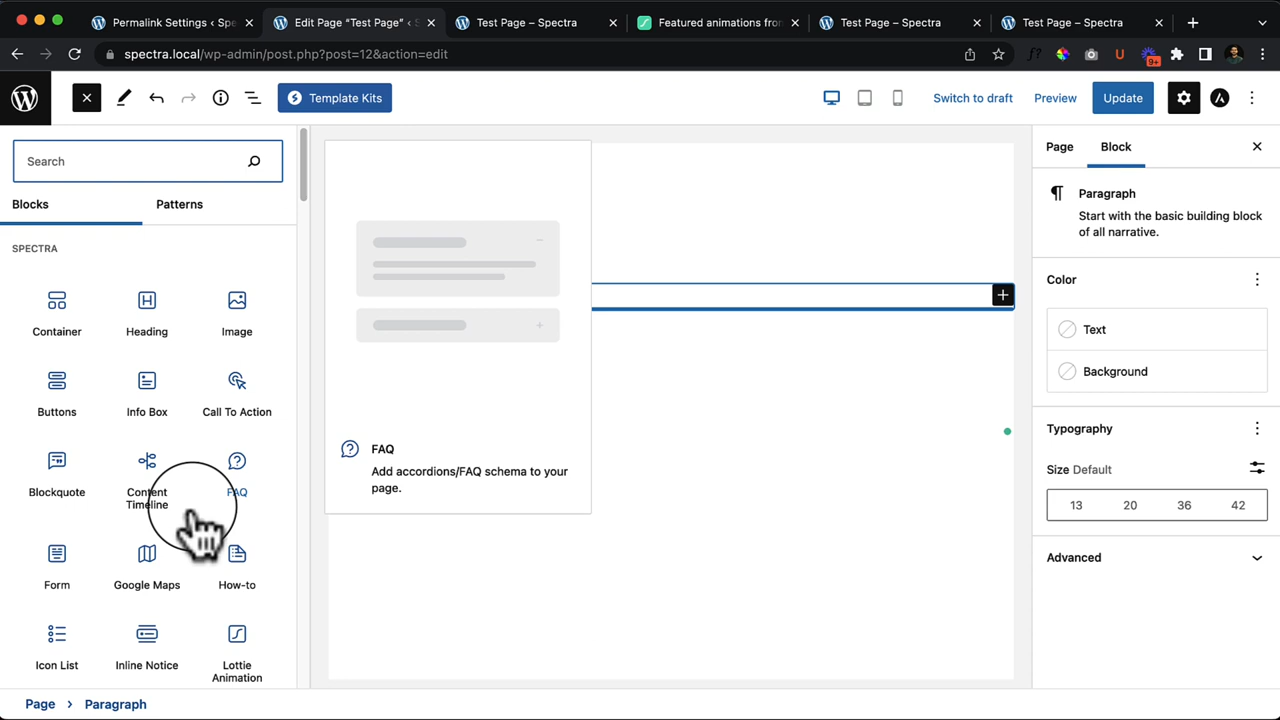 Permalink Settings ‹ Spe
Edit Page “Test Page” ‹ S
Test Page – Spectra
Featured animations from
Test Page – Spectra
Test Page – Spectra
spectra.local/wp-admin/post.php?post=12&action=edit
9+
Template Kits
Switch to draft
Preview
Update
Search
Blocks
Patterns
SPECTRA
Container
Heading
Image
Buttons
Info Box
Call To Action
Blockquote
Content
Timeline
FAQ
Form
Google Maps
How-to
Icon List
Inline Notice
Lottie
Animation
FAQ
Add accordions/FAQ schema to your
page.
Page
Block
Paragraph
Start with the basic building block
of all narrative.
Color
Text
Background
Typography
Size Default
13
20
36
42
Advanced
Page › Paragraph